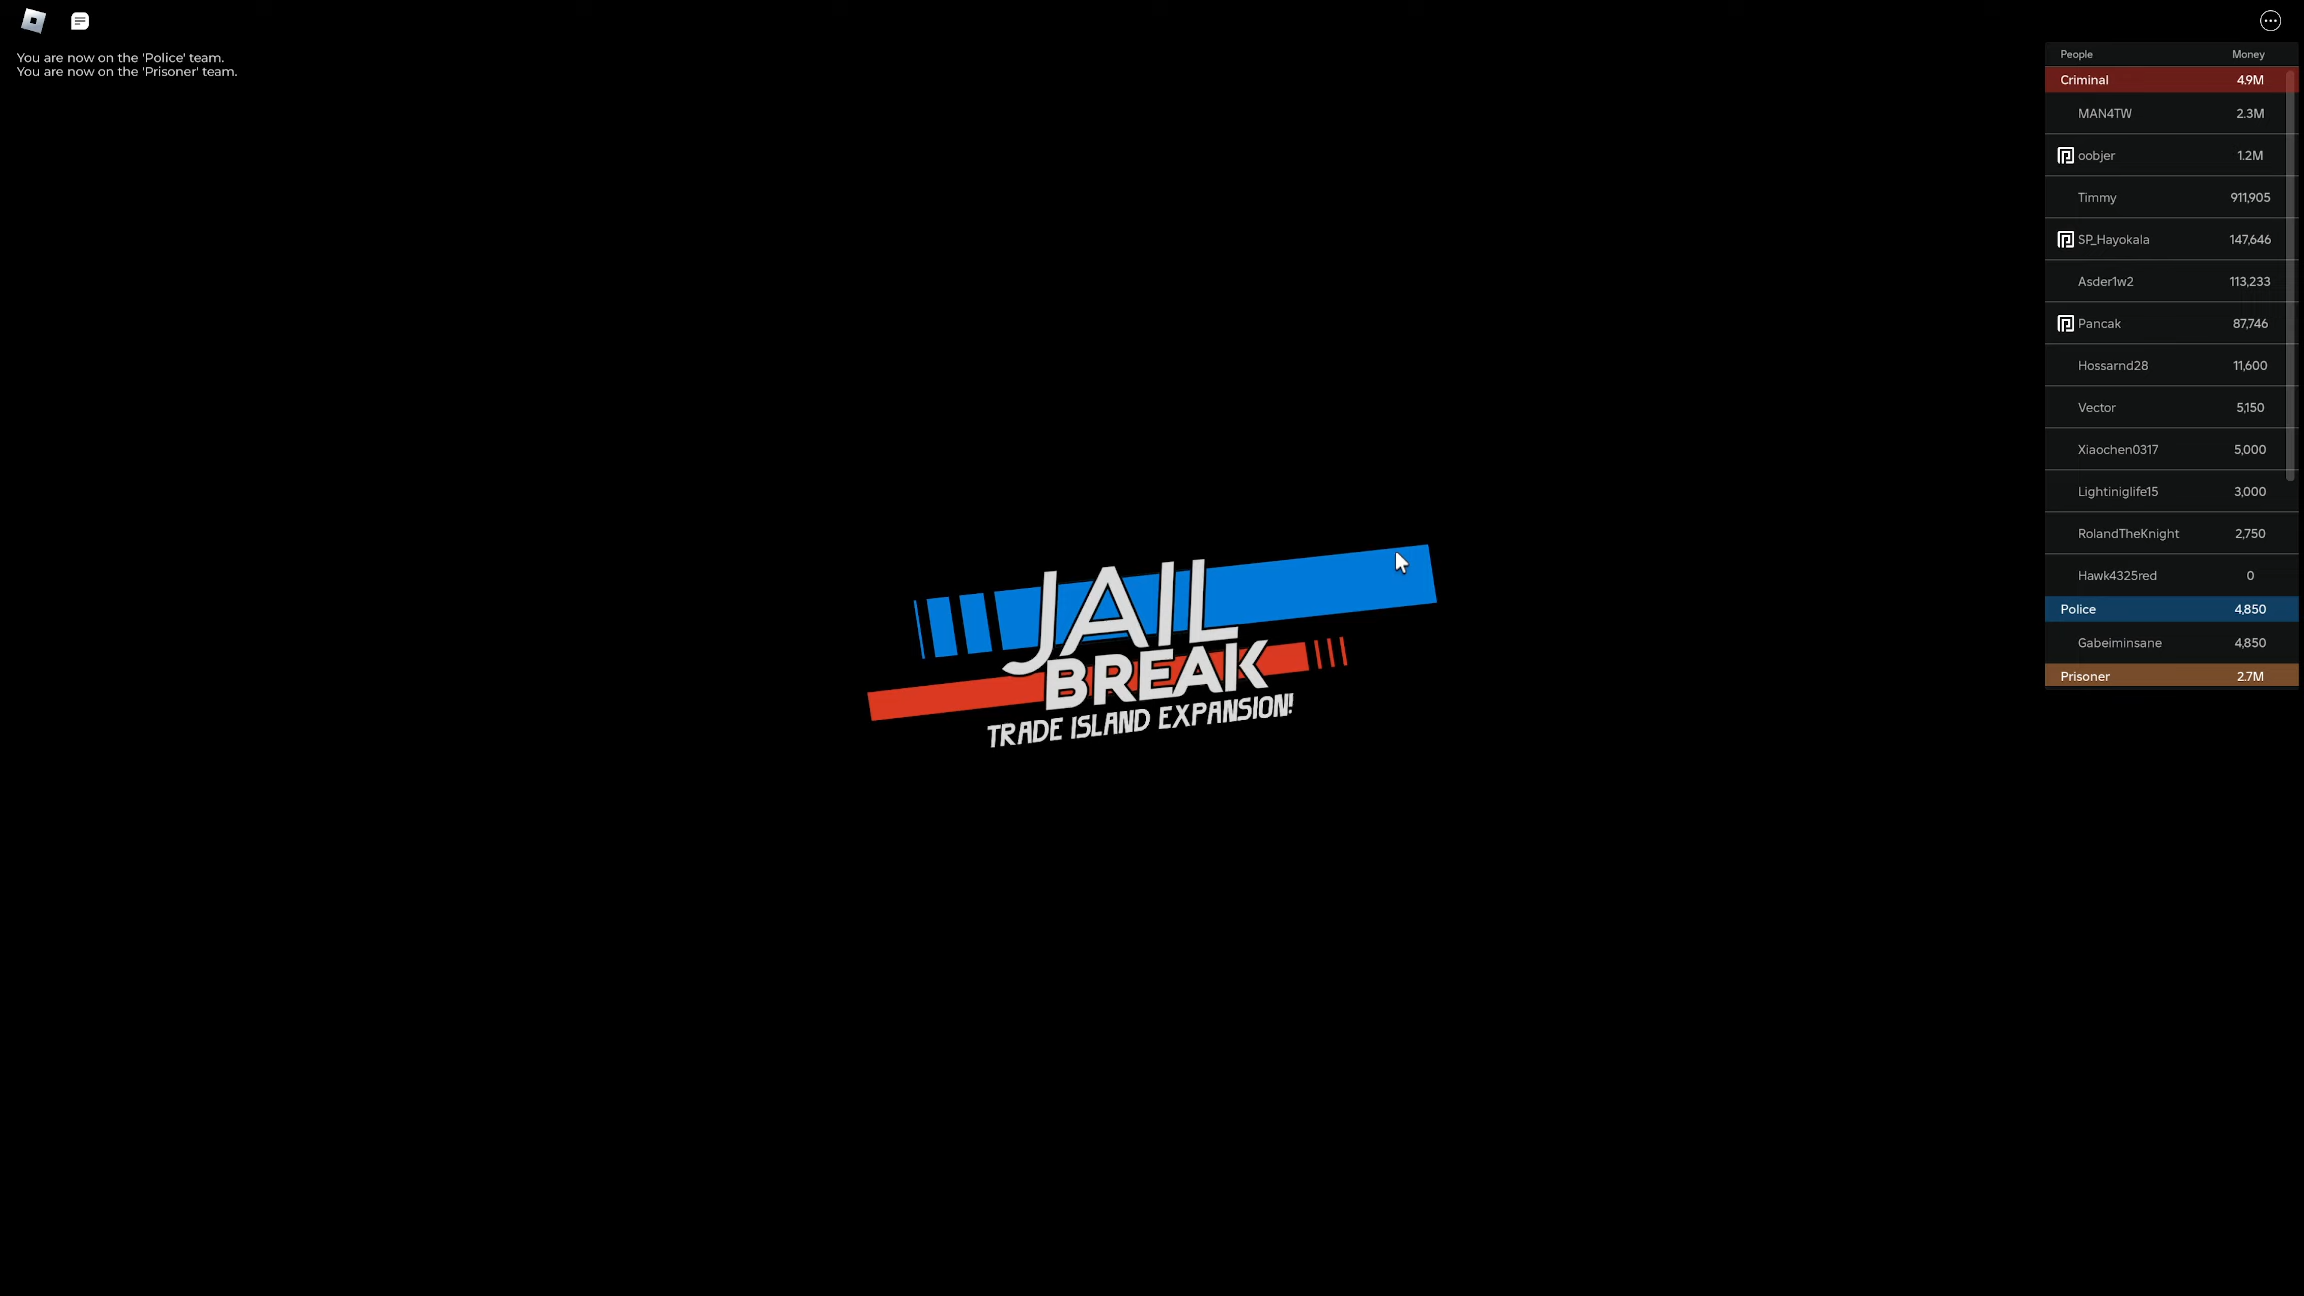 You are now on the 'Police' team.
You are now on the 'Prisoner' team.
People Money
Criminal 4.9M
MAN4TW 2.3M
oobjer 1.2M
Timmy 911,905
SP_Hayokala 147,646
Asder1w2 113,233
Pancak 87,746
Hossarnd28 11,600
Vector 5,150
Xiaochen0317 5,000
Lightiniglife15 3,000
RolandTheKnight 2,750
Hawk4325red 0
Police 4,850
Gabeiminsane 4,850
Prisoner 2.7M
JAIL
BREAK
TRADE ISLAND EXPANSION!